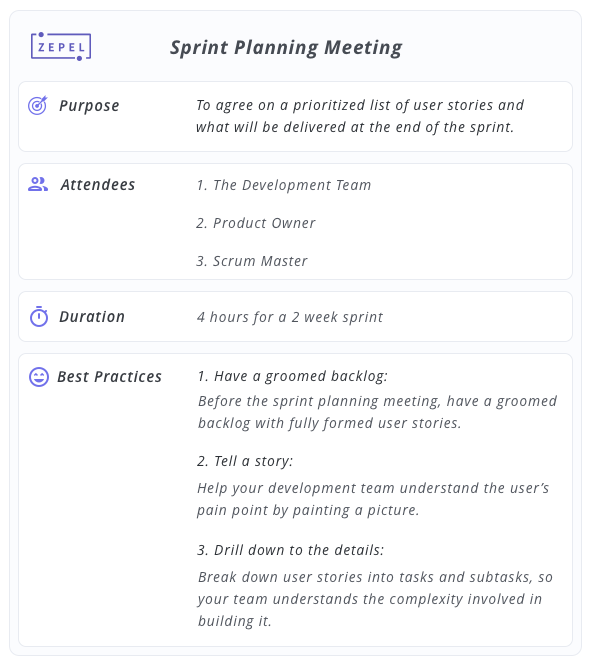 ZEPEL
Sprint Planning Meeting
Purpose
To agree on a prioritized list of user stories and
what will be delivered at the end of the sprint.
Attendees
1. The Development Team
2. Product Owner
3. Scrum Master
Duration
4 hours for a 2 week sprint
Best Practices
1. Have a groomed backlog:
Before the sprint planning meeting, have a groomed
backlog with fully formed user stories.
2. Tell a story:
Help your development team understand the user’s
pain point by painting a picture.
3. Drill down to the details:
Break down user stories into tasks and subtasks, so
your team understands the complexity involved in
building it.